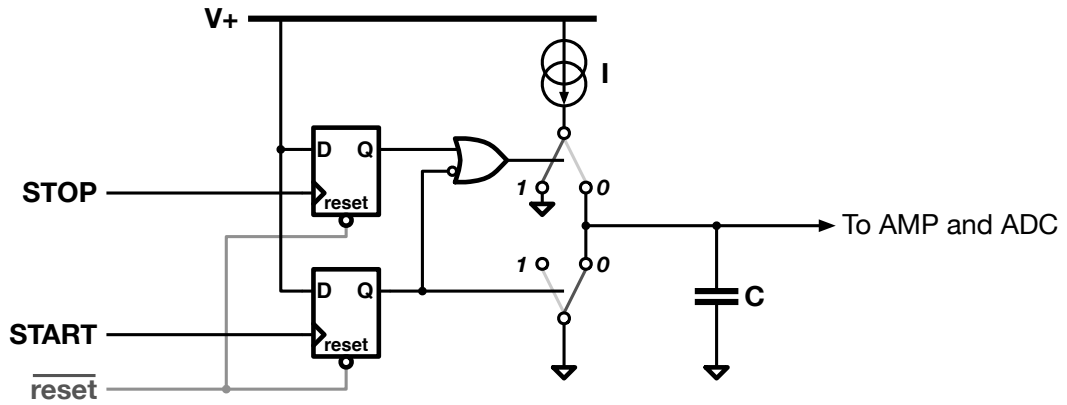 V+
I
D Q
STOP
reset
1 0
To AMP and ADC
1 0
D Q
C
START
reset
reset